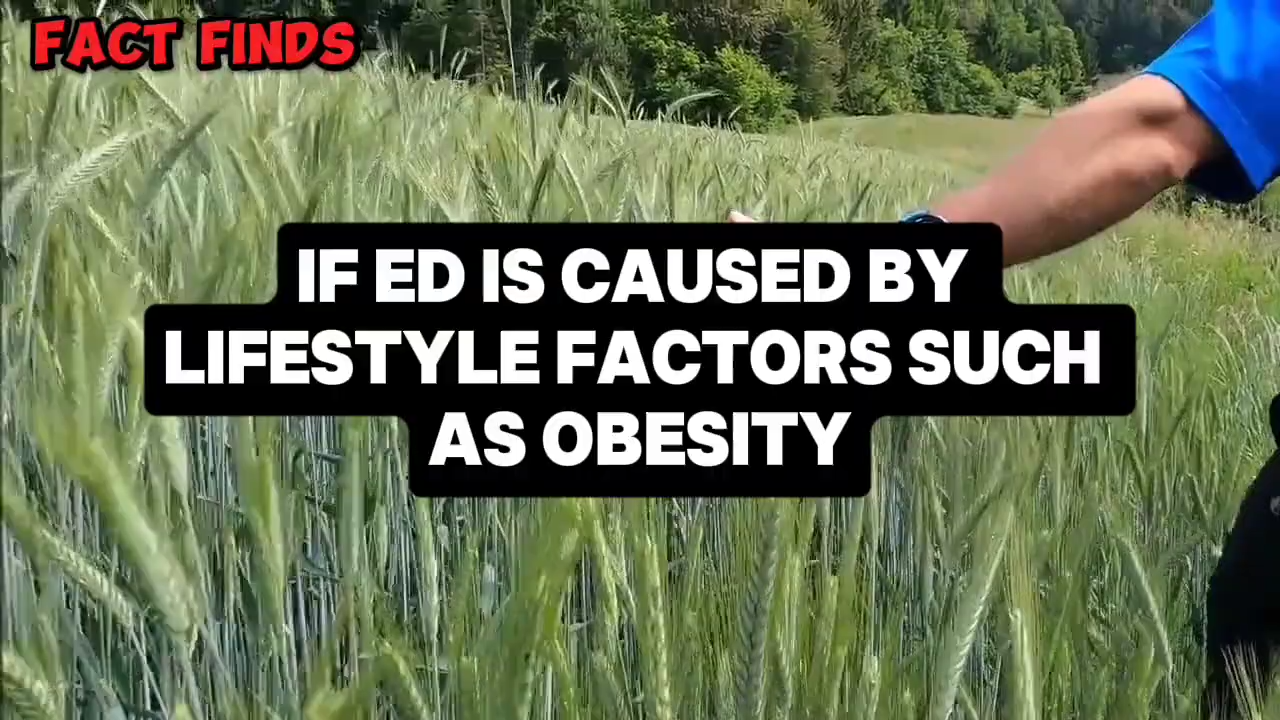 FACT FINDS
IF ED IS CAUSED BY
LIFESTYLE FACTORS SUCH
AS OBESITY